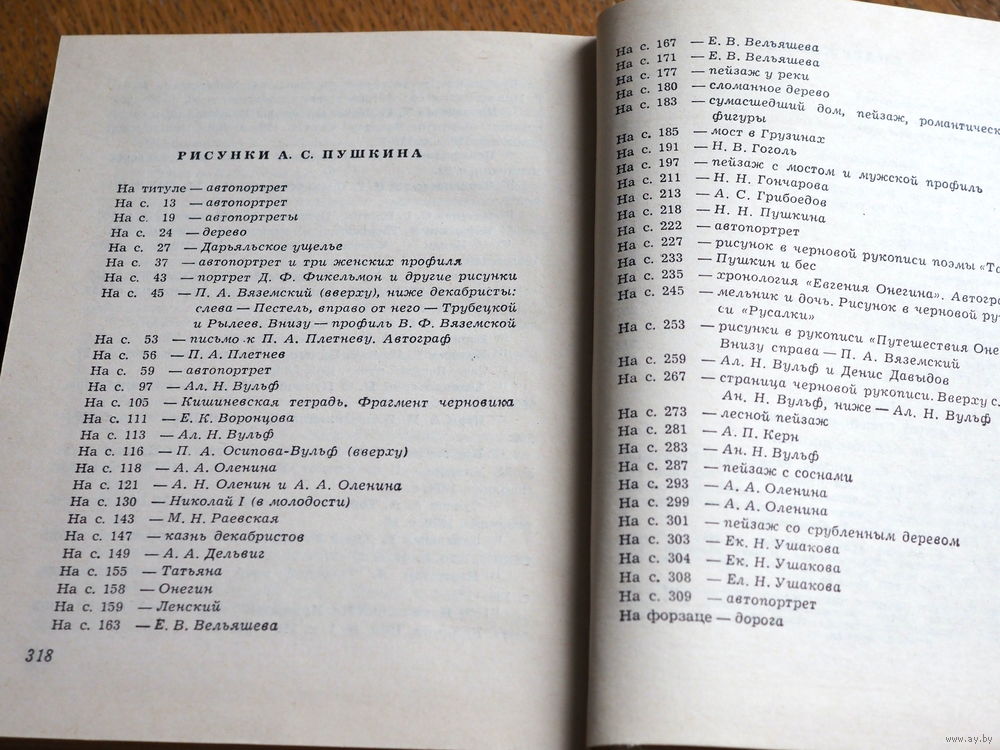 РИСУНКИ А. С. ПУШКИНА
На титуле — автопортрет
На с. 13 — автопортрет
На с. 19 — автопортреты
На с. 24 — дерево
На с. 27 — Дарьяльское ущелье
На с. 37 — автопортрет и три женских профиля
На с. 43 — портрет Д. Ф. Фикельмон и другие рисунки
На с. 45 — П. А. Вяземский (вверху), ниже декабристы:
слева — Пестель, вправо от него — Трубецкой
и Рылеев. Внизу — профиль В. Ф. Вяземской
На с. 53 — письмо к П. А. Плетневу. Автограф
На с. 56 — П. А. Плетнев
На с. 59 — автопортрет
На с. 97 — Ал. Н. Вульф
На с. 105 — Кишиневская тетрадь. Фрагмент черновика
На с. 111 — Е. К. Воронцова
На с. 113 — Ал. Н. Вульф
На с. 116 — П. А. Осипова-Вульф (вверху)
На с. 118 — А. А. Оленина
На с. 121 — А. Н. Оленин и А. А. Оленина
На с. 130 — Николай I (в молодости)
На с. 143 — М. Н. Раевская
На с. 147 — казнь декабристов
На с. 149 — А. А. Дельвиг
На с. 155 — Татьяна
На с. 158 — Онегин
На с. 159 — Ленский
На с. 163 — Е. В. Вельяшева
318
На с. 167 — Е. В. Вельяшева
На с. 171 — Е. В. Вельяшева
На с. 177 — пейзаж у реки
На с. 180 — сломанное дерево
На с. 183 — сумасшедший дом, пейзаж, романтическ
фигуры
На с. 185 — мост в Грузинах
На с. 191 — Н. В. Гоголь
На с. 197 — пейзаж с мостом и мужской профиль
На с. 211 — Н. Н. Гончарова
На с. 213 — А. С. Грибоедов
На с. 218 — Н. Н. Пушкина
На с. 222 — автопортрет
На с. 227 — рисунок в черновой рукописи поэмы «Та
На с. 233 — Пушкин и бес
На с. 235 — хронология «Евгения Онегина». Автогра
На с. 245 — мельник и дочь. Рисунок в черновой рук
си «Русалки»
На с. 253 — рисунки в рукописи «Путешествия Оне
Внизу справа — П. А. Вяземский
На с. 259 — Ал. Н. Вульф и Денис Давыдов
На с. 267 — страница черновой рукописи. Вверху с
Ан. Н. Вульф, ниже — Ал. Н. Вульф
На с. 273 — лесной пейзаж
На с. 281 — А. П. Керн
На с. 283 — Ан. Н. Вульф
На с. 287 — пейзаж с соснами
На с. 293 — А. А. Оленина
На с. 299 — А. А. Оленина
На с. 301 — пейзаж со срубленным деревом
На с. 303 — Ек. Н. Ушакова
На с. 304 — Ек. Н. Ушакова
На с. 308 — Ел. Н. Ушакова
На с. 309 — автопортрет
На форзаце — дорога
www.ay.by